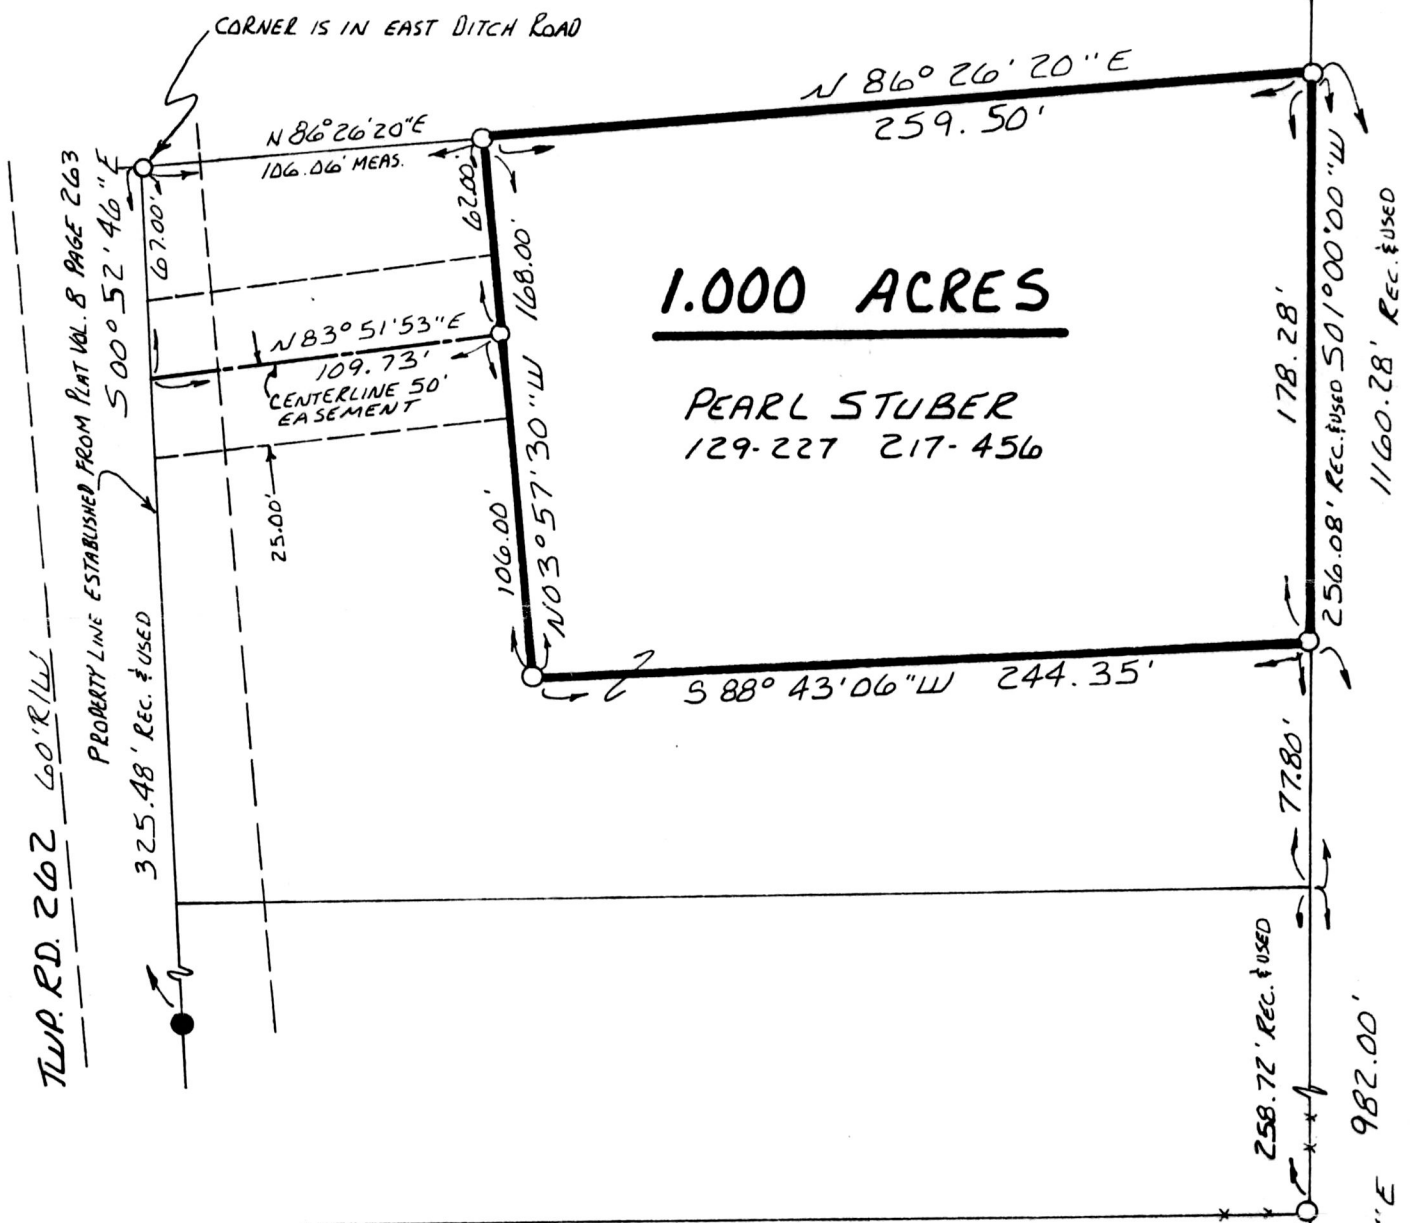 CORNER IS IN EAST DITCH ROAD
N 86° 26' 20" E
259.50'
N 86° 26' 20" E
106.06' MEAS.
S 00° 52' 46" E
67.00'
62.00'
168.00'
N 83° 51' 53" E
109.73'
CENTERLINE 50'
EASEMENT
25.00'
106.00'
N 03° 57' 30" W
1.000 ACRES
PEARL STUBER
129-227 217-456
178.28'
256.08' REC. & USED S 01° 00' 00" W
1160.28' REC. & USED
S 88° 43' 06" W 244.35'
77.80'
PROPERTY LINE ESTABLISHED FROM PLAT VOL. 8 PAGE 263
325.48' REC. & USED
TWP. RD. 262 60' R/W
258.72' REC. & USED
982.00'
"E